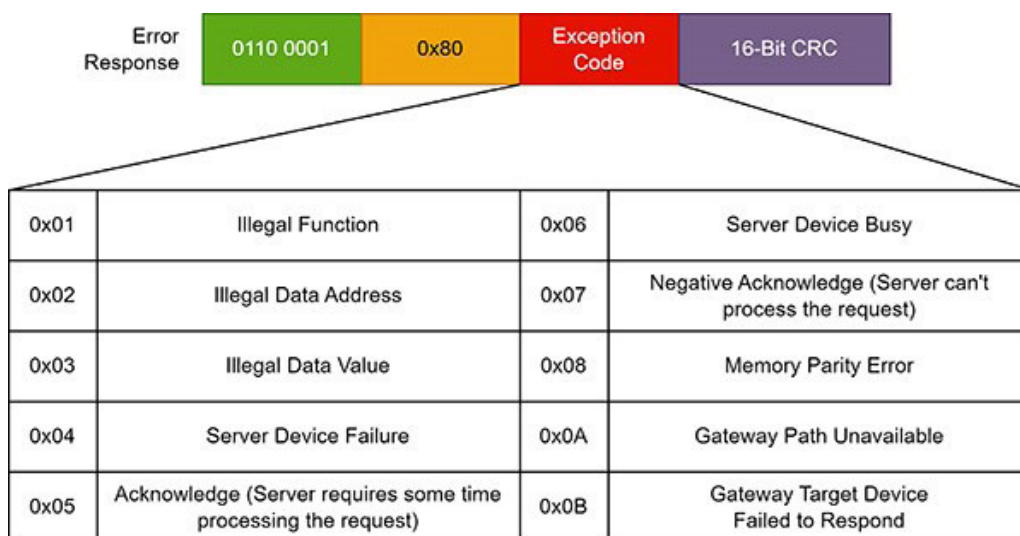 Error
Response
0110 0001
0x80
Exception
Code
16-Bit CRC
0x01
Illegal Function
0x06
Server Device Busy
0x02
Illegal Data Address
0x07
Negative Acknowledge (Server can't
process the request)
0x03
Illegal Data Value
0x08
Memory Parity Error
0x04
Server Device Failure
0x0A
Gateway Path Unavailable
0x05
Acknowledge (Server requires some time
processing the request)
0x0B
Gateway Target Device
Failed to Respond